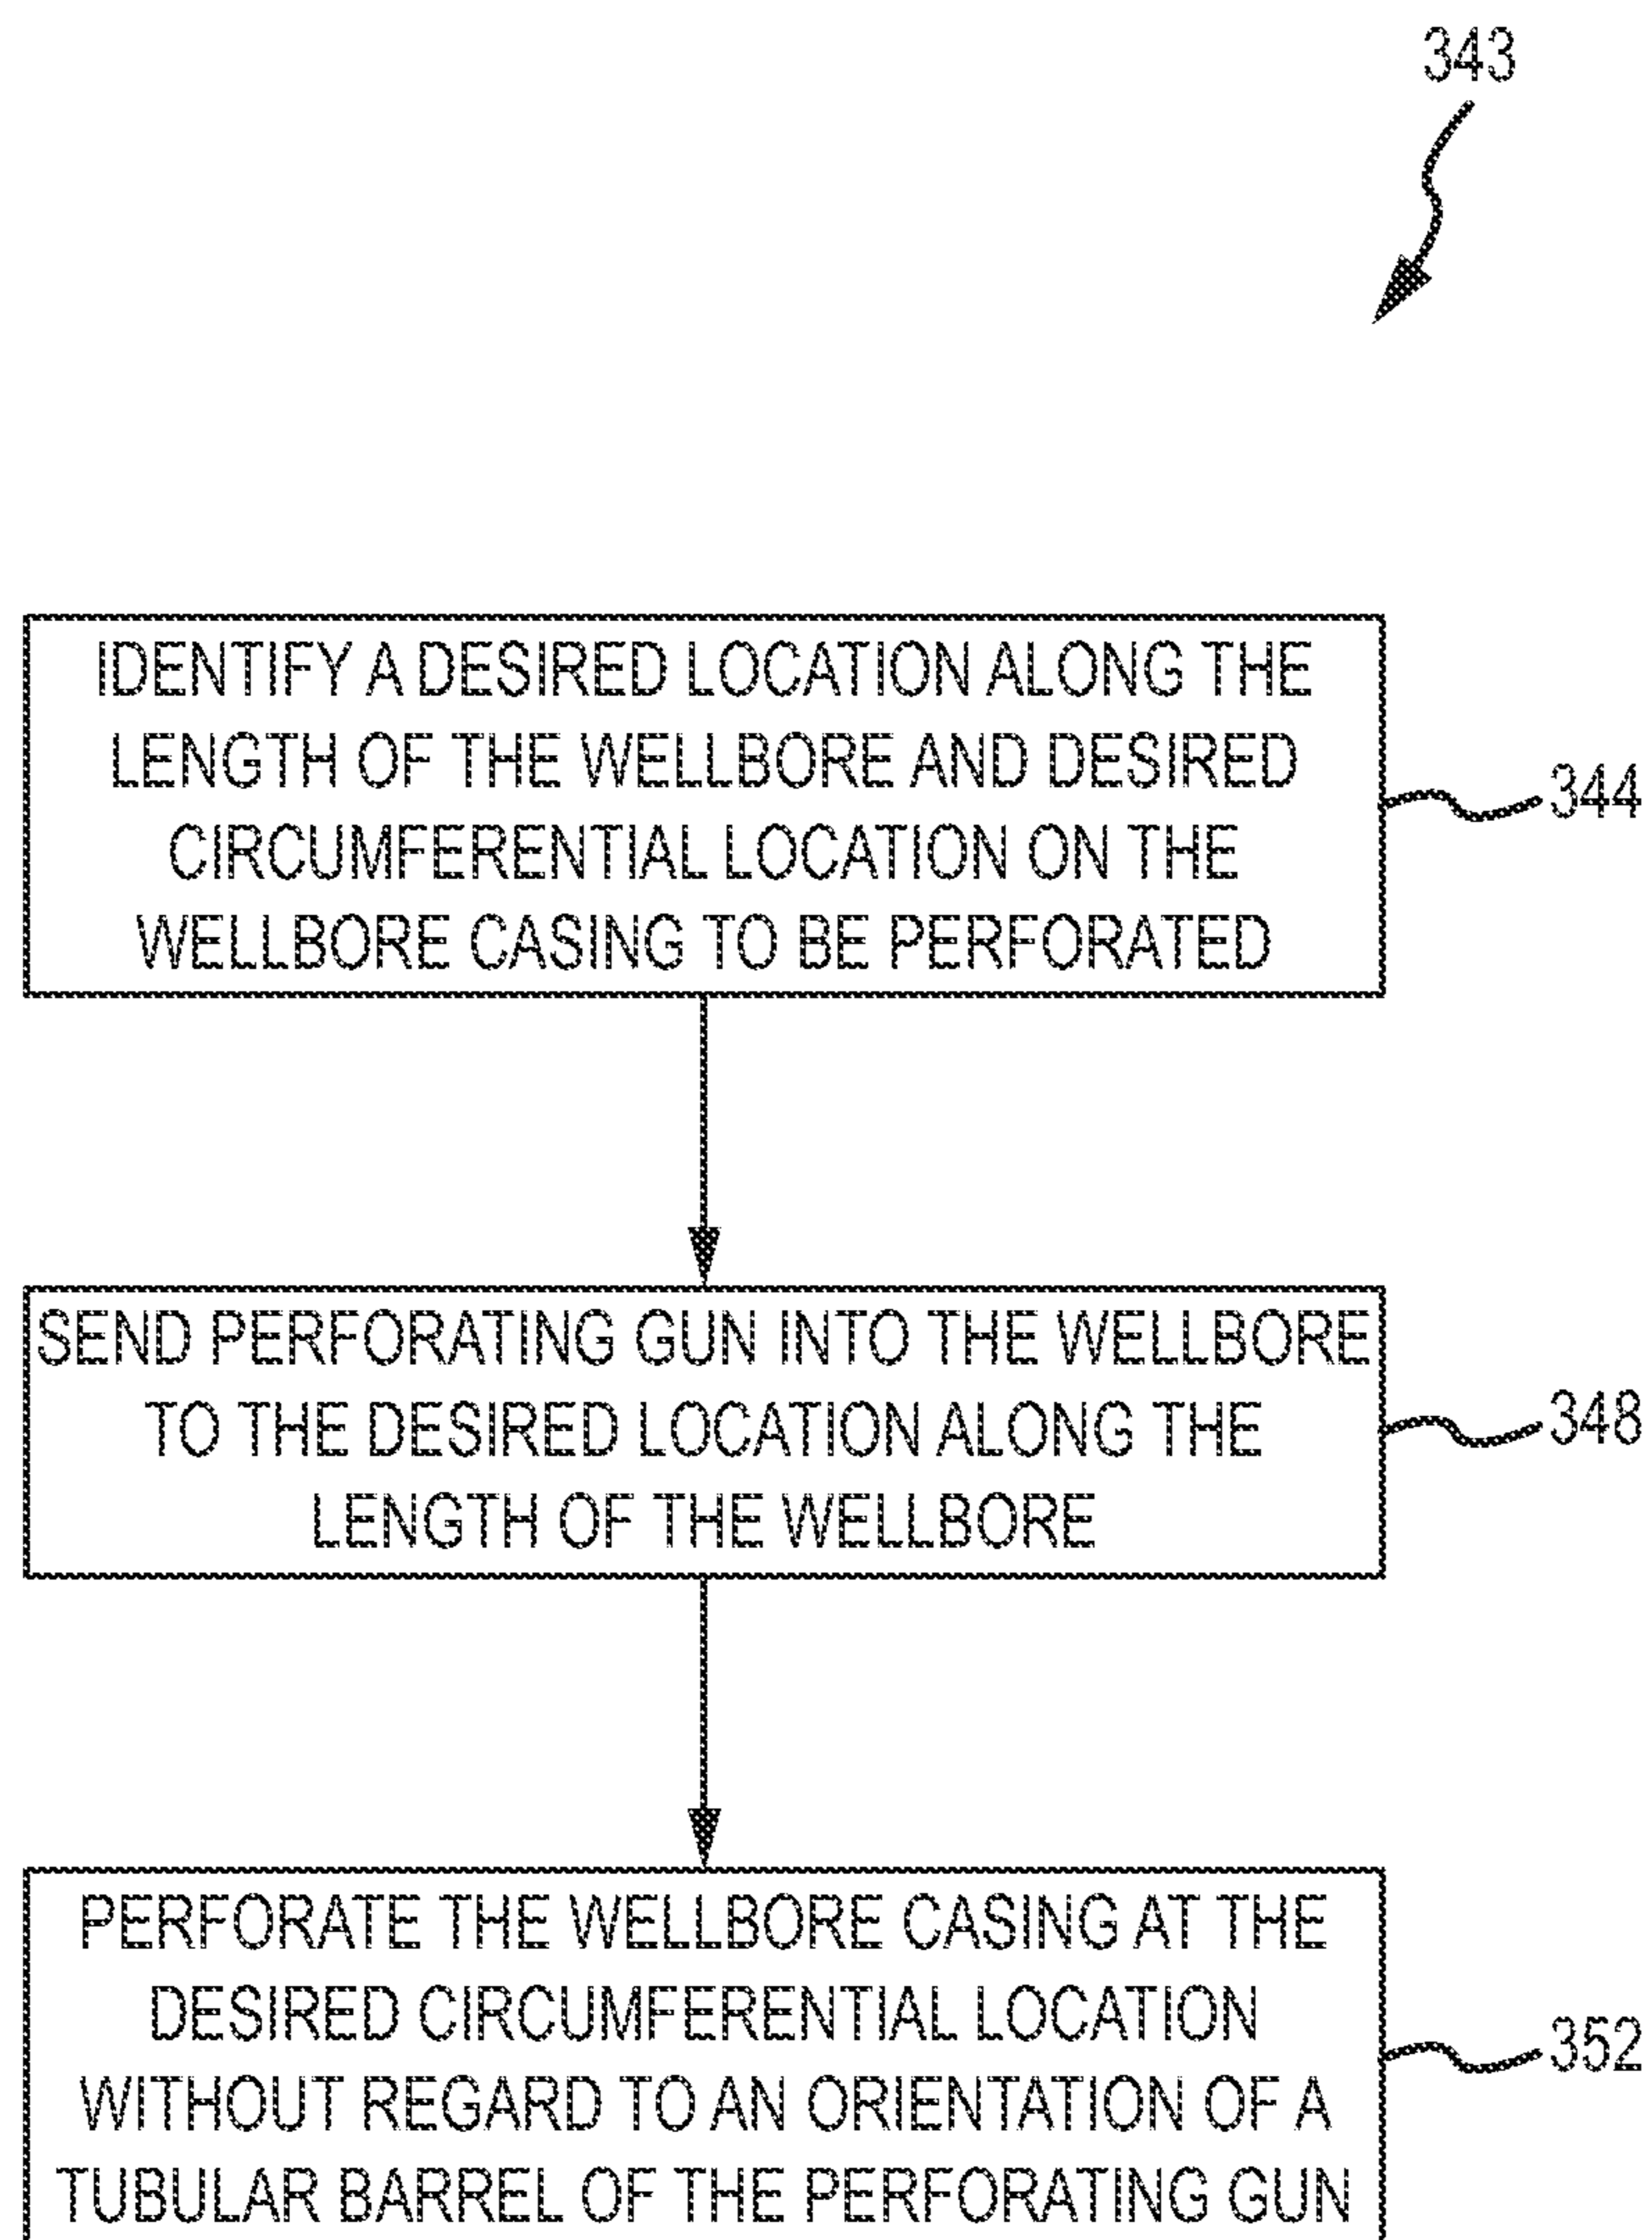 343
IDENTIFY A DESIRED LOCATION ALONG THE
LENGTH OF THE WELLBORE AND DESIRED
CIRCUMFERENTIAL LOCATION ON THE
WELLBORE CASING TO BE PERFORATED
344
SEND PERFORATING GUN INTO THE WELLBORE
TO THE DESIRED LOCATION ALONG THE
LENGTH OF THE WELLBORE
348
PERFORATE THE WELLBORE CASING AT THE
DESIRED CIRCUMFERENTIAL LOCATION
WITHOUT REGARD TO AN ORIENTATION OF A
TUBULAR BARREL OF THE PERFORATING GUN
352